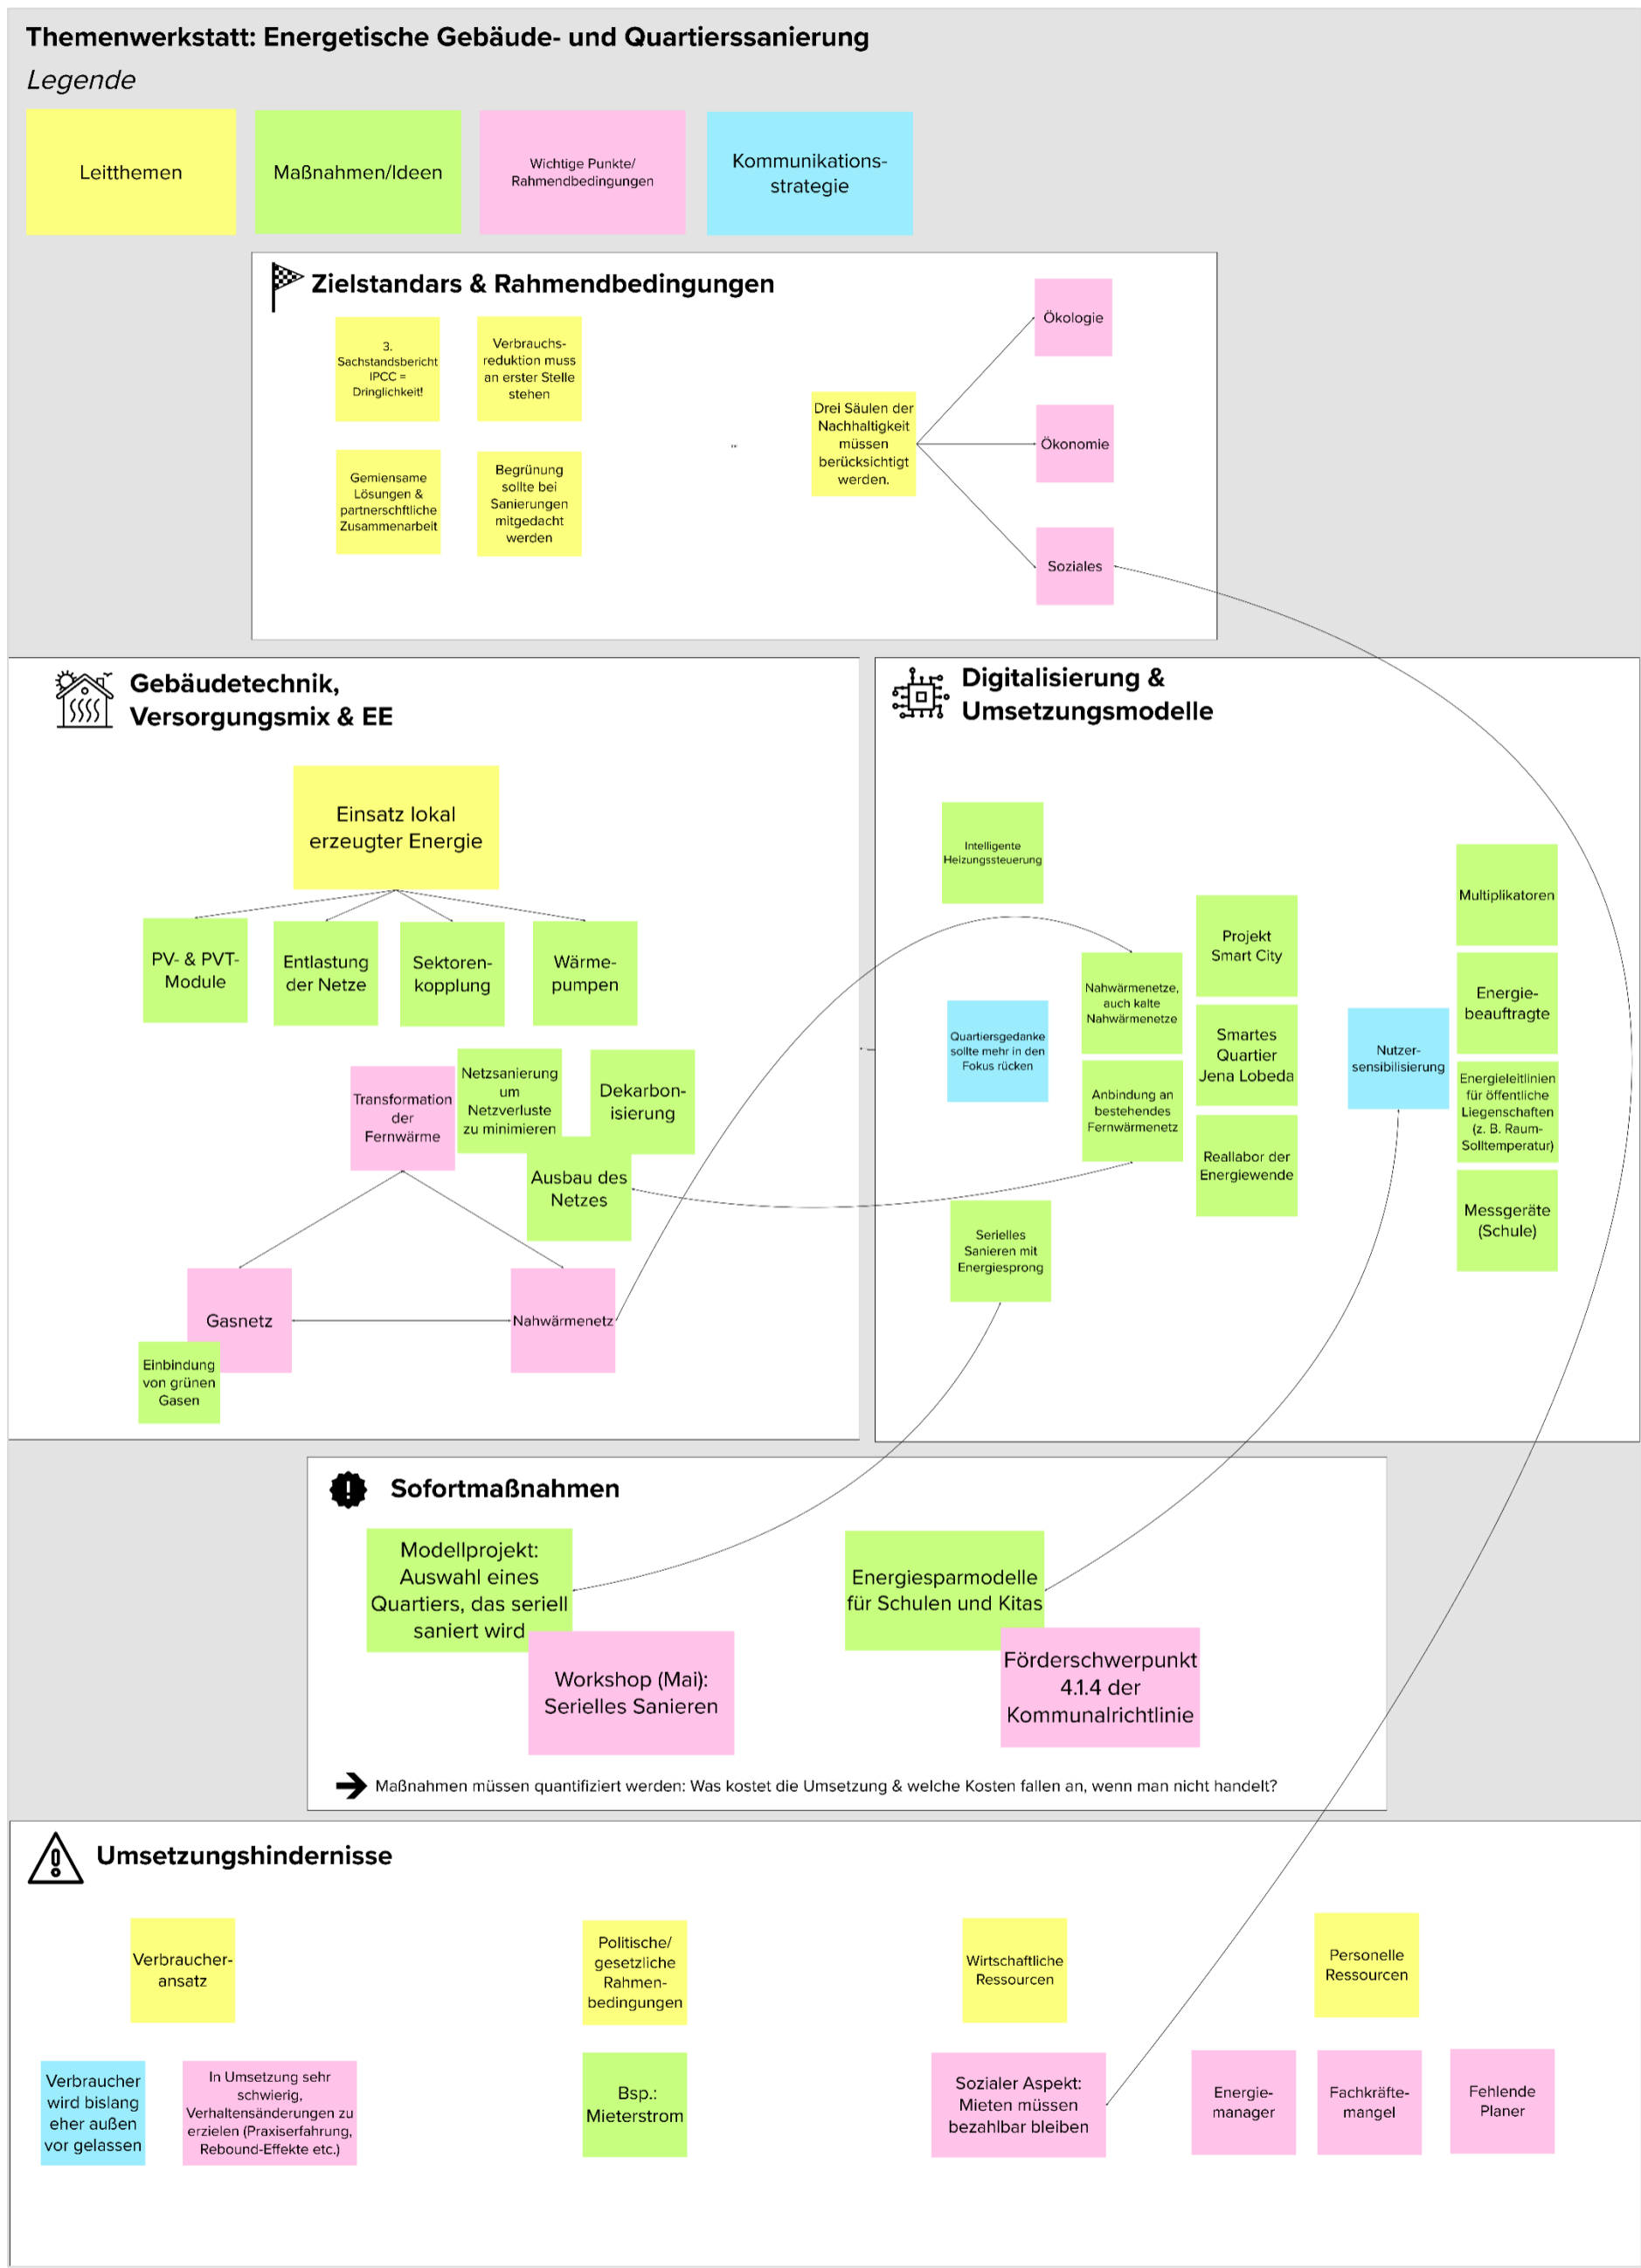 Themenwerkstatt: Energetische Gebäude- und Quartierssanierung
Legende
Leitthemen
Maßnahmen/Ideen
Wichtige Punkte/
Rahmendbedingungen
Kommunikations-
strategie
Zielstandars & Rahmendbedingungen
3.
Sachstandsbericht
IPCC =
Dringlichkeit!
Verbrauchs-
reduktion muss
an erster Stelle
stehen
Gemiensame
Lösungen &
partnerschftliche
Zusammenarbeit
Begrünung
sollte bei
Sanierungen
mitgedacht
werden
Drei Säulen der
Nachhaltigkeit
müssen
berücksichtigt
werden.
Ökologie
Ökonomie
Soziales
Gebäudetechnik,
Versorgungsmix & EE
Einsatz lokal
erzeugter Energie
PV- & PVT-
Module
Entlastung
der Netze
Sektoren-
kopplung
Wärme-
pumpen
Transformation
der
Fernwärme
Netzsanierung
um
Netzverluste
zu minimieren
Dekarbon-
isierung
Ausbau des
Netzes
Gasnetz
Nahwärmenetz
Einbindung
von grünen
Gasen
Digitalisierung &
Umsetzungsmodelle
Intelligente
Heizungssteuerung
Quartiersgedanke
sollte mehr in den
Fokus rücken
Nahwärmenetze,
auch kalte
Nahwärmenetze
Anbindung an
bestehendes
Fernwärmenetz
Serielles
Sanieren mit
Energiesprong
Projekt
Smart City
Smartes
Quartier
Jena Lobeda
Reallabor der
Energiewende
Nutzer-
sensibilisierung
Multiplikatoren
Energie-
beauftragte
Energieleitlinien
für öffentliche
Liegenschaften
(z. B. Raum-
Solltemperatur)
Messgeräte
(Schule)
Sofortmaßnahmen
Modellprojekt:
Auswahl eines
Quartiers, das seriell
saniert wird
Workshop (Mai):
Serielles Sanieren
Energiesparmodelle
für Schulen und Kitas
Förderschwerpunkt
4.1.4 der
Kommunalrichtlinie
Maßnahmen müssen quantifiziert werden: Was kostet die Umsetzung & welche Kosten fallen an, wenn man nicht handelt?
Umsetzungshindernisse
Verbraucher-
ansatz
Verbraucher
wird bislang
eher außen
vor gelassen
In Umsetzung sehr
schwierig,
Verhaltensänderungen zu
erzielen (Praxiserfahrung,
Rebound-Effekte etc.)
Politische/
gesetzliche
Rahmen-
bedingungen
Bsp.:
Mieterstrom
Wirtschaftliche
Ressourcen
Sozialer Aspekt:
Mieten müssen
bezahlbar bleiben
Personelle
Ressourcen
Energie-
manager
Fachkräfte-
mangel
Fehlende
Planer